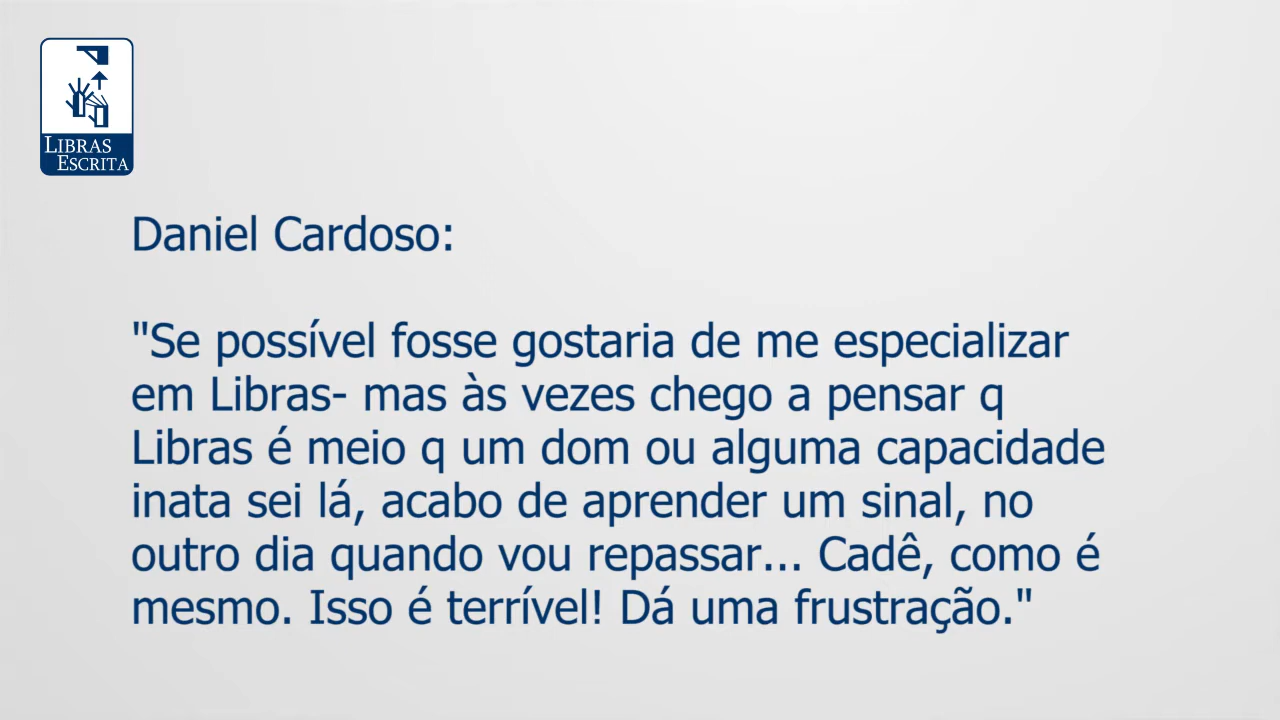 LIBRAS
ESCRITA
Daniel Cardoso:
"Se possível fosse gostaria de me especializar
em Libras- mas às vezes chego a pensar q
Libras é meio q um dom ou alguma capacidade
inata sei lá, acabo de aprender um sinal, no
outro dia quando vou repassar... Cadê, como é
mesmo. Isso é terrível! Dá uma frustração."